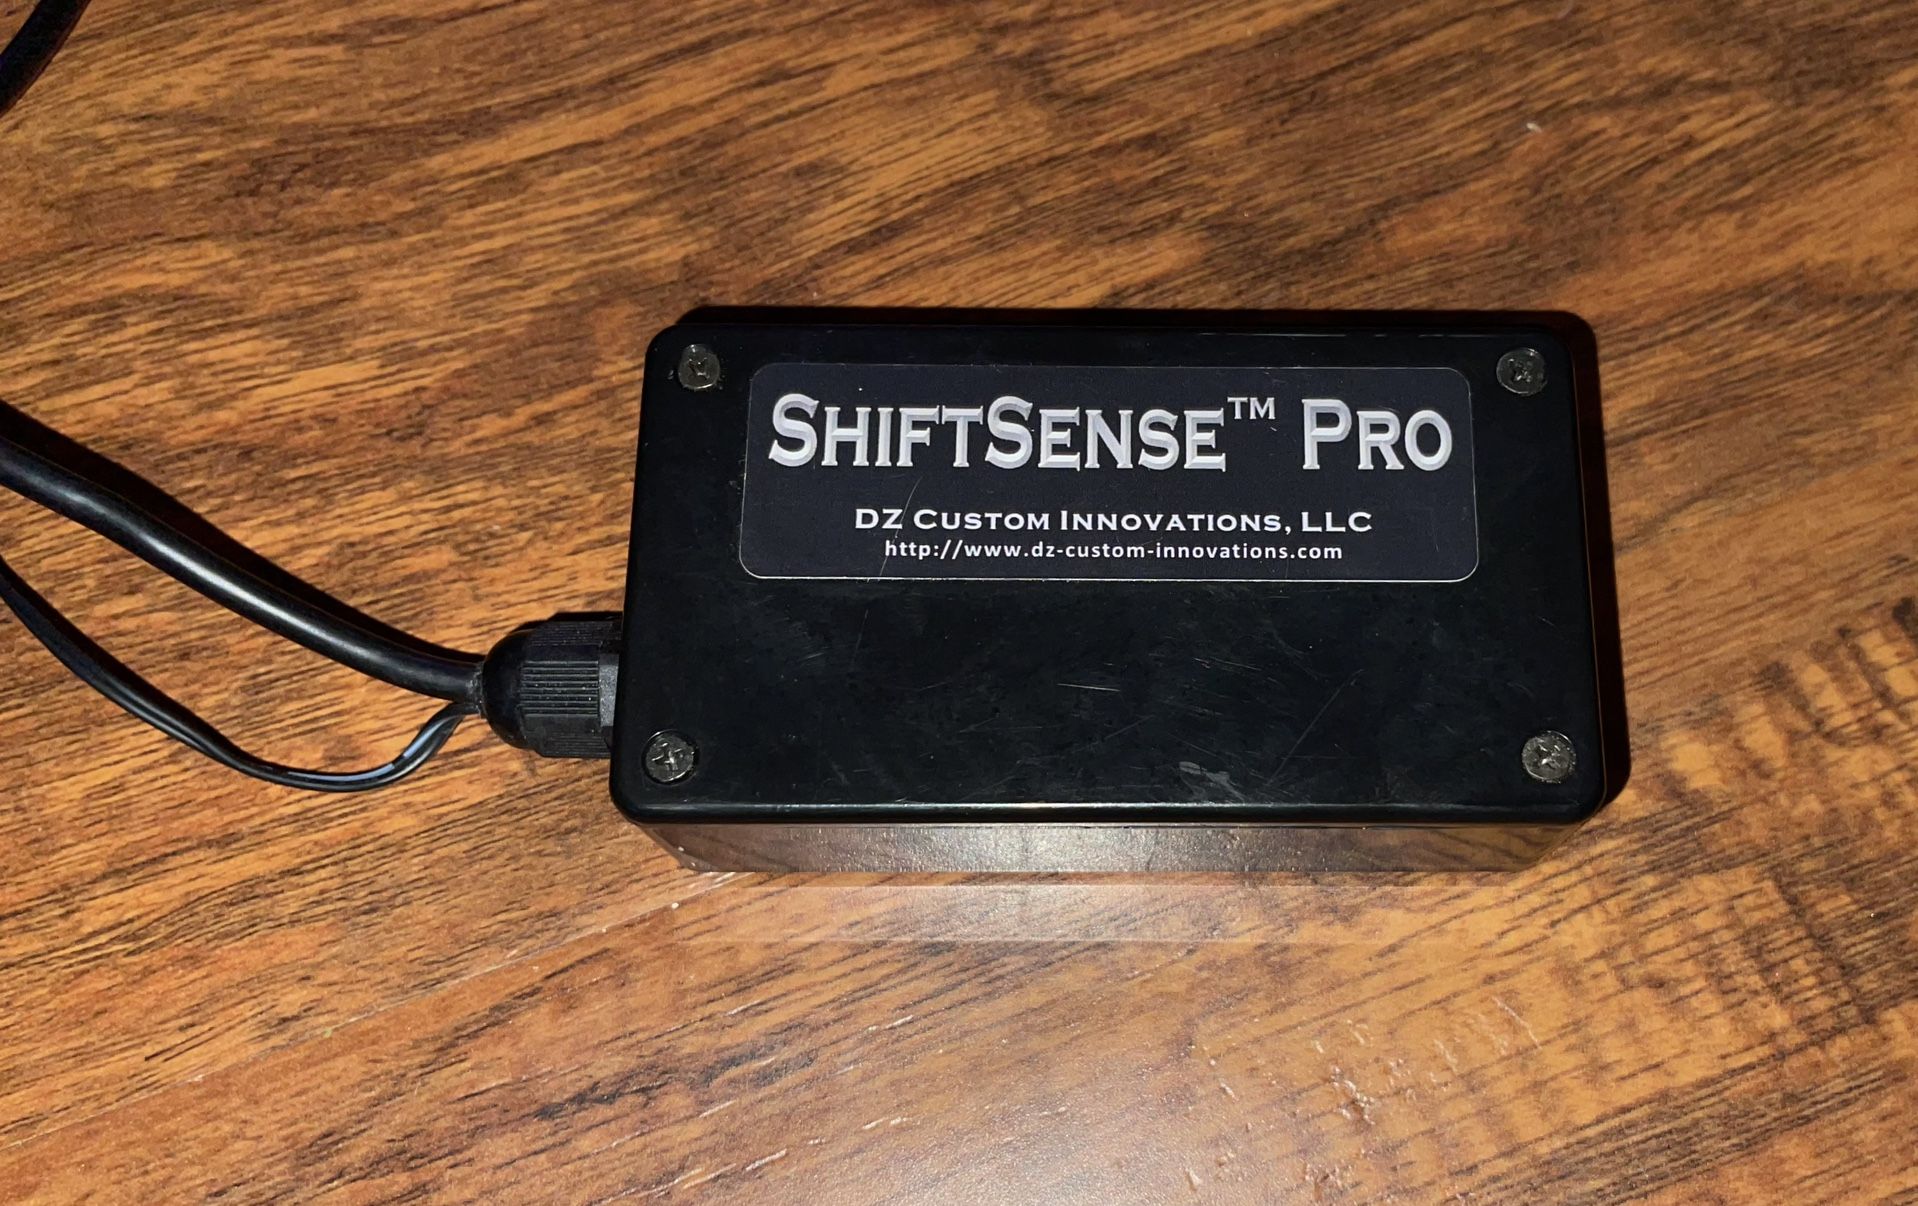 ShiftSense™ Pro
DZ Custom Innovations, LLC
http://www.dz-custom-innovations.com